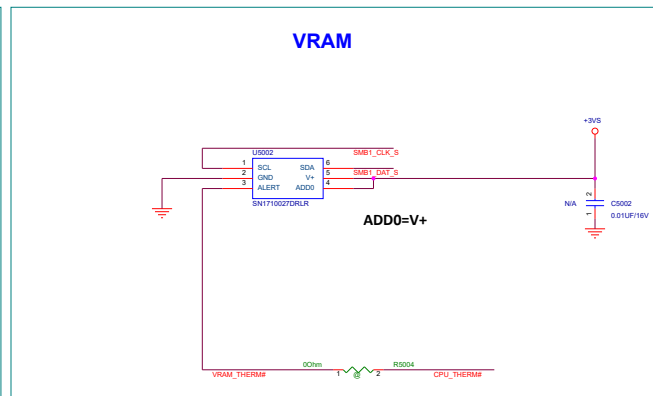 VRAM
+3VS
U5002
SMB1_CLK_S
1 SCL SDA 6
2 GND V+ 5 SMB1_DAT_S
3 ALERT ADD0 4
SN1710027DRLR
ADD0=V+
2
N/A C5002
1 0.01UF/16V
0Ohm R5004
VRAM_THERM# 1 @ 2 CPU_THERM#